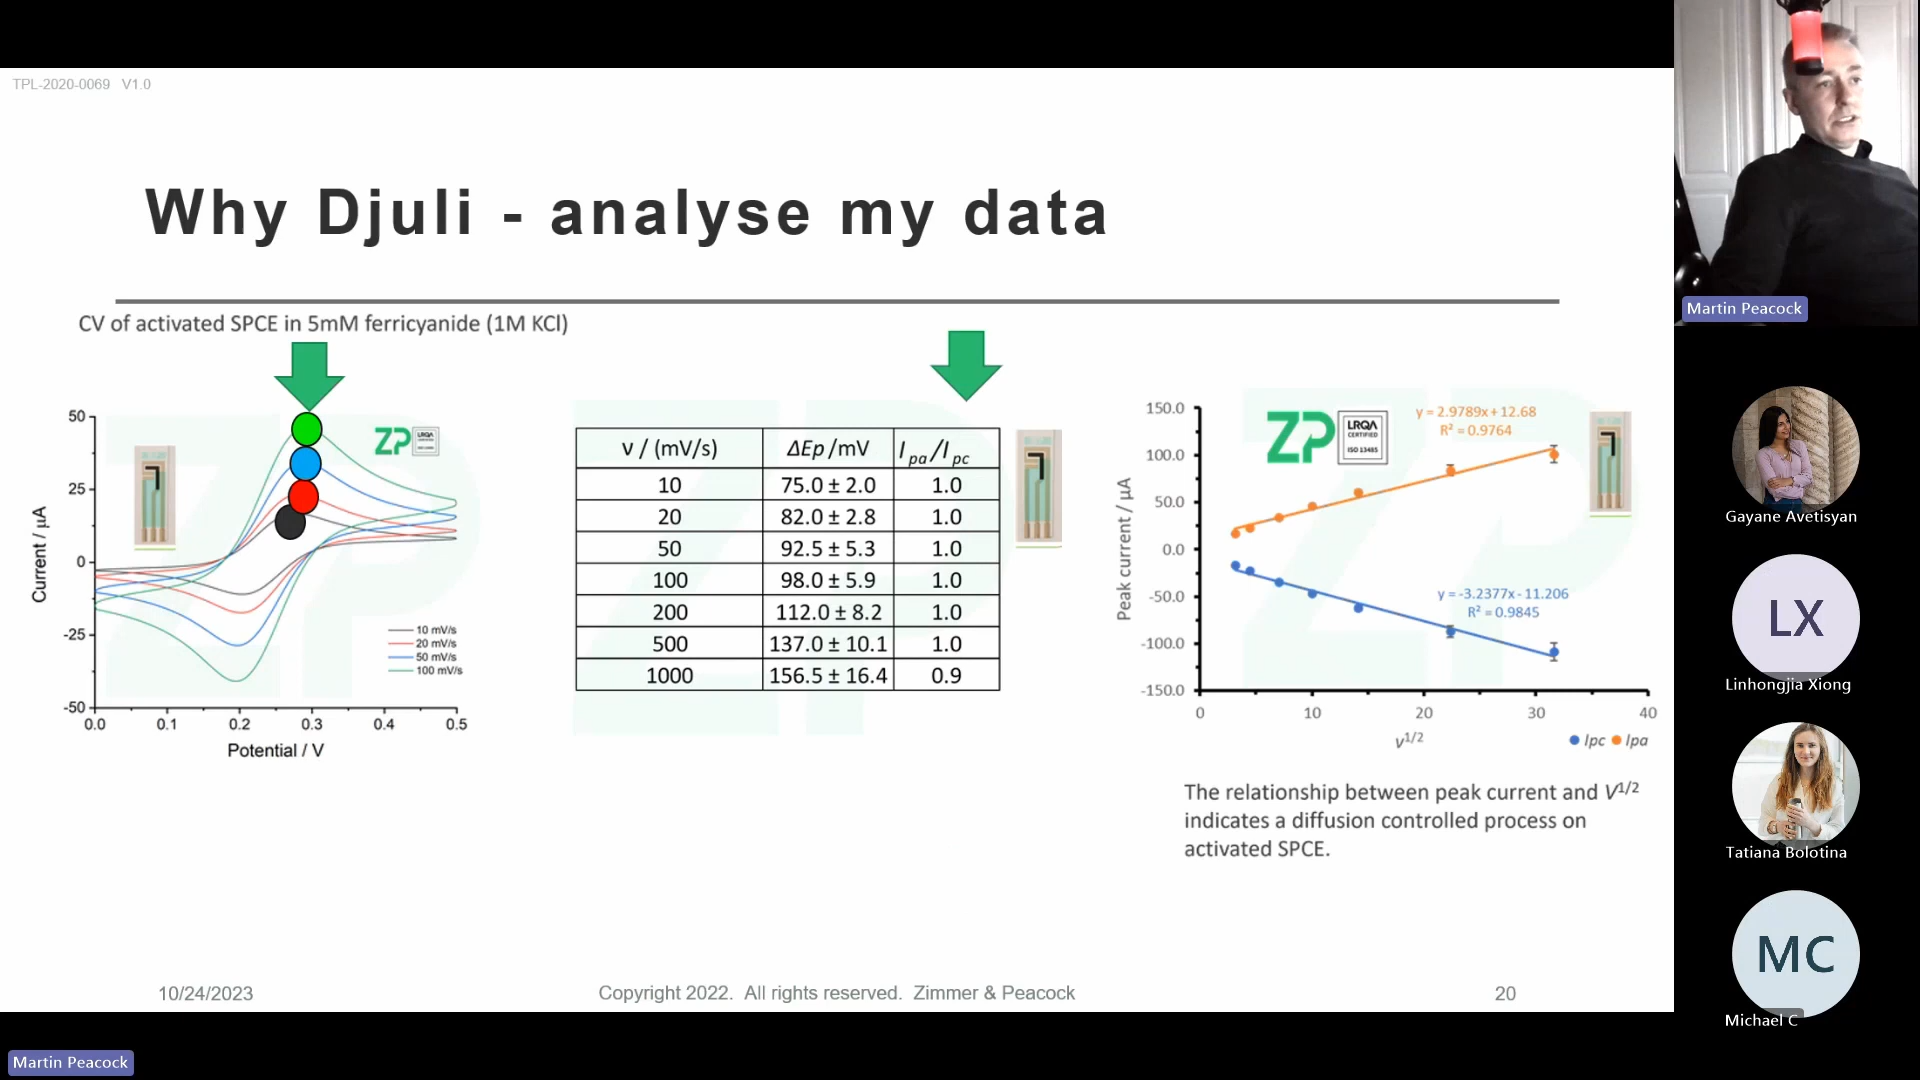 TPL-2020-0069 V1.0
Why Djuli - analyse my data
CV of activated SPCE in 5mM ferricyanide (1M KCl)
50
25
0
-25
-50
Current / µA
0.0 0.1 0.2 0.3 0.4 0.5
Potential / V
ZP
LRQA
10 mV/s
20 mV/s
50 mV/s
100 mV/s
ν / (mV/s) ΔEp/mV Ipa/Ipc
10 75.0 ± 2.0 1.0
20 82.0 ± 2.8 1.0
50 92.5 ± 5.3 1.0
100 98.0 ± 5.9 1.0
200 112.0 ± 8.2 1.0
500 137.0 ± 10.1 1.0
1000 156.5 ± 16.4 0.9
150.0
100.0
50.0
0.0
-50.0
-100.0
-150.0
Peak current / µA
ZP
LRQA
CERTIFIED
ISO 13485
y = 2.9789x + 12.68
R² = 0.9764
y = -3.2377x - 11.206
R² = 0.9845
0 10 20 30 40
v1/2
Ipc Ipa
The relationship between peak current and V1/2
indicates a diffusion controlled process on
activated SPCE.
10/24/2023
Copyright 2022. All rights reserved. Zimmer & Peacock
20
Martin Peacock
Gayane Avetisyan
LX
Linhongjia Xiong
Tatiana Bolotina
MC
Michael C
Martin Peacock